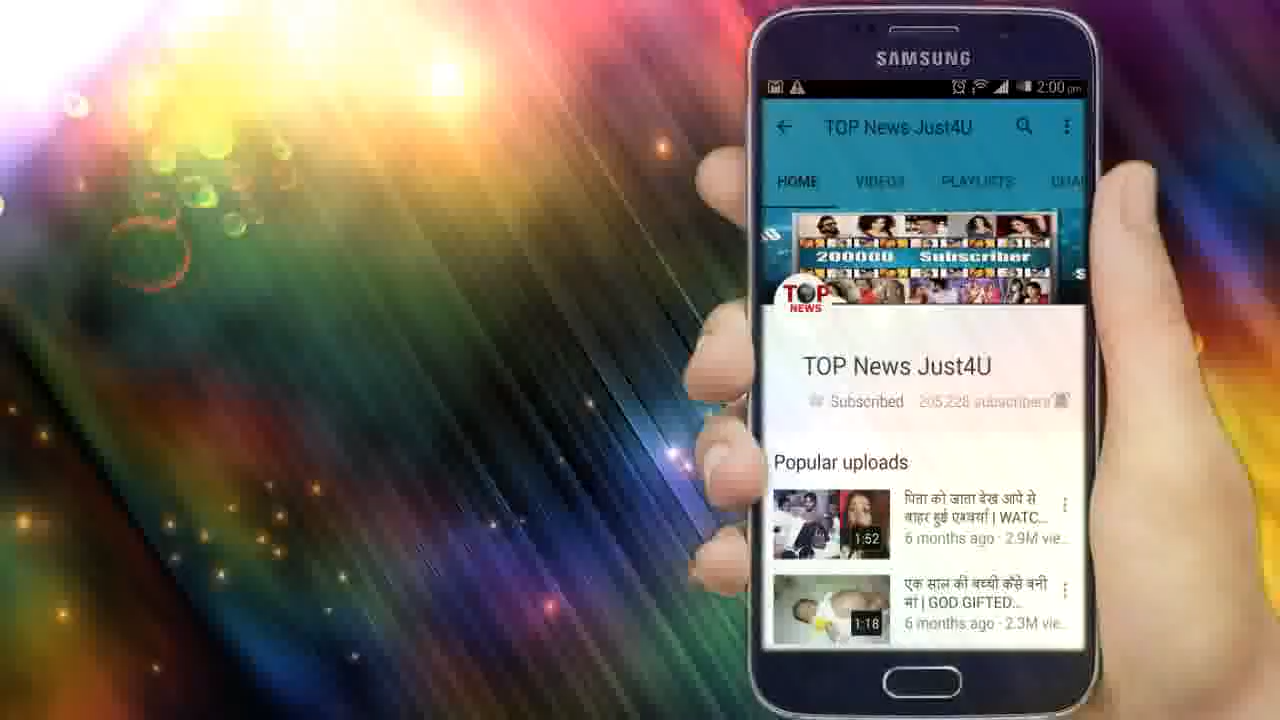 SAMSUNG
2:00 pm
TOP News Just4U
HOME VIDEOS PLAYLISTS CHA
200000 Subscriber
TOP
NEWS
TOP News Just4U
Subscribed 205,228 subscribers
Popular uploads
पिता को जाता देख आपे से
बाहर हुई एश्वर्या | WATC...
6 months ago · 2.9M vie...
1:52
एक साल की बच्ची कैसे बनी
मां | GOD GIFTED...
6 months ago · 2.3M vie...
1:18